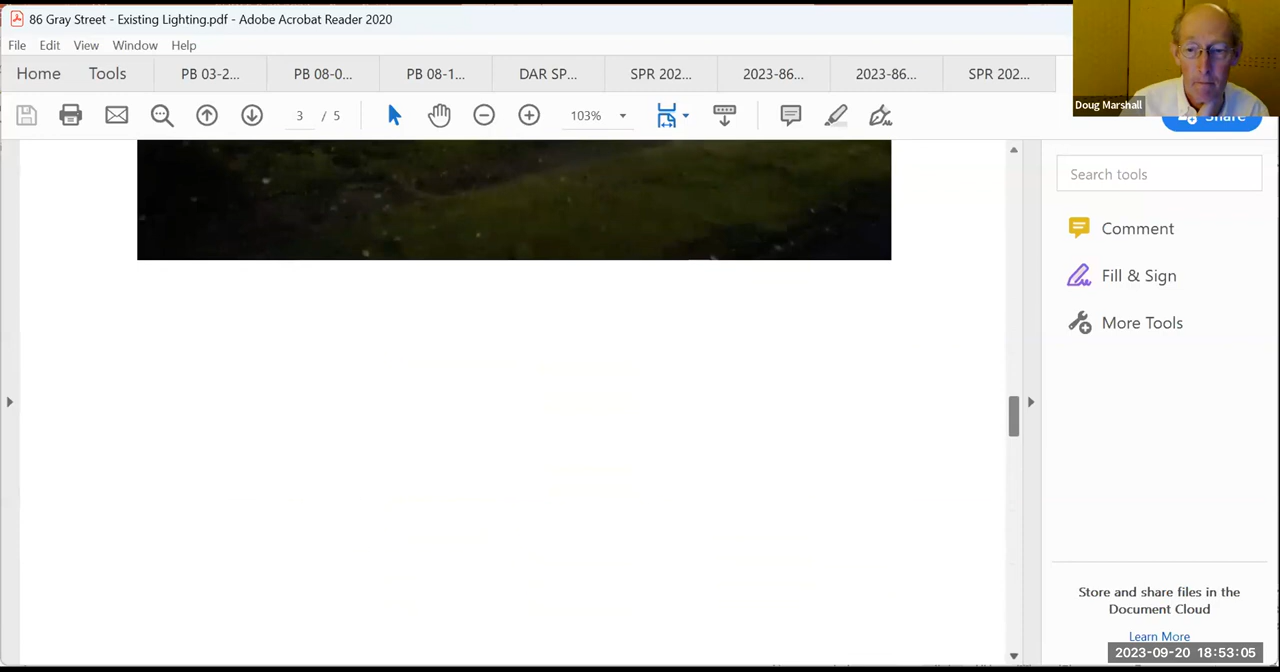 86 Gray Street - Existing Lighting.pdf - Adobe Acrobat Reader 2020
File Edit View Window Help
Home Tools PB 03-2... PB 08-0... PB 08-1... DAR SP... SPR 202... 2023-86... 2023-86... SPR 202...
Doug Marshall
3 / 5 103% Share
Search tools
Comment
Fill & Sign
More Tools
Store and share files in the
Document Cloud
Learn More
2023-09-20 18:53:05